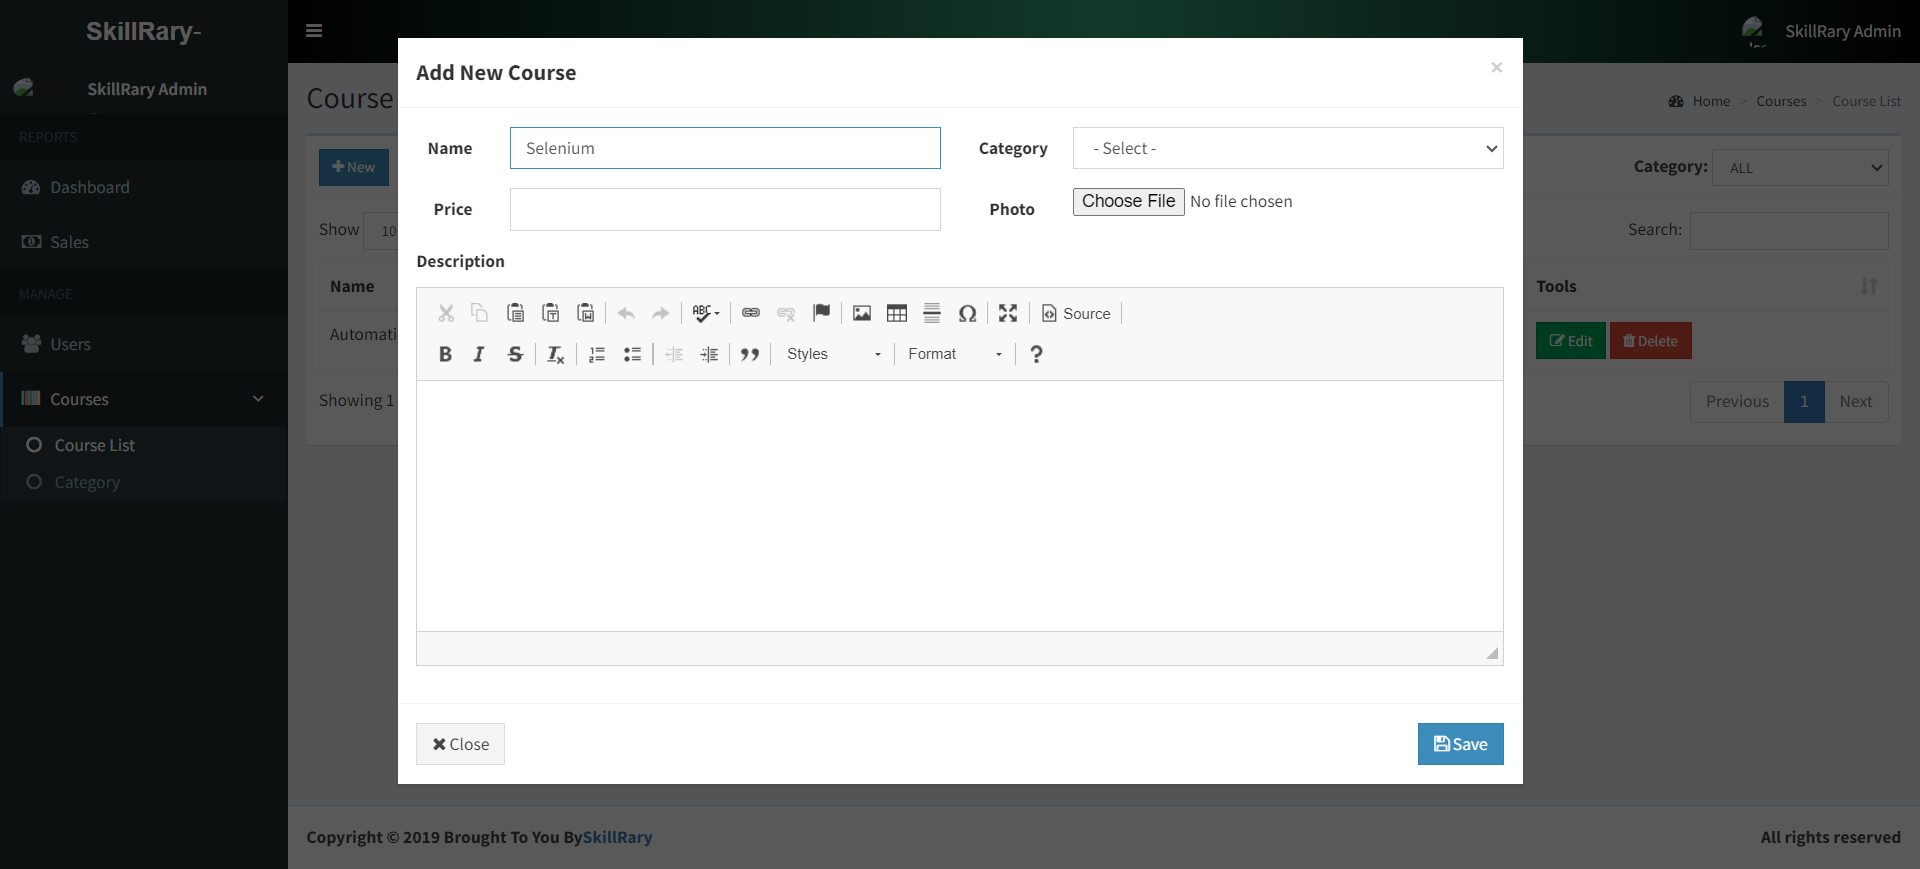 SkillRary-
SkillRary Admin
SkillRary Admin
REPORTS
Dashboard
Sales
MANAGE
Users
Courses
Course List
Category
Course
Home > Courses > Course List
New
Category: ALL
Show 10
Search:
Name
Tools
Automati
Edit Delete
Showing 1
Previous 1 Next
Add New Course
×
Name Selenium
Category - Select -
Price
Photo Choose File No file chosen
Description
ABC
Source
B I S Tx
Styles Format ?
Close
Save
Copyright © 2019 Brought To You BySkillRary
All rights reserved